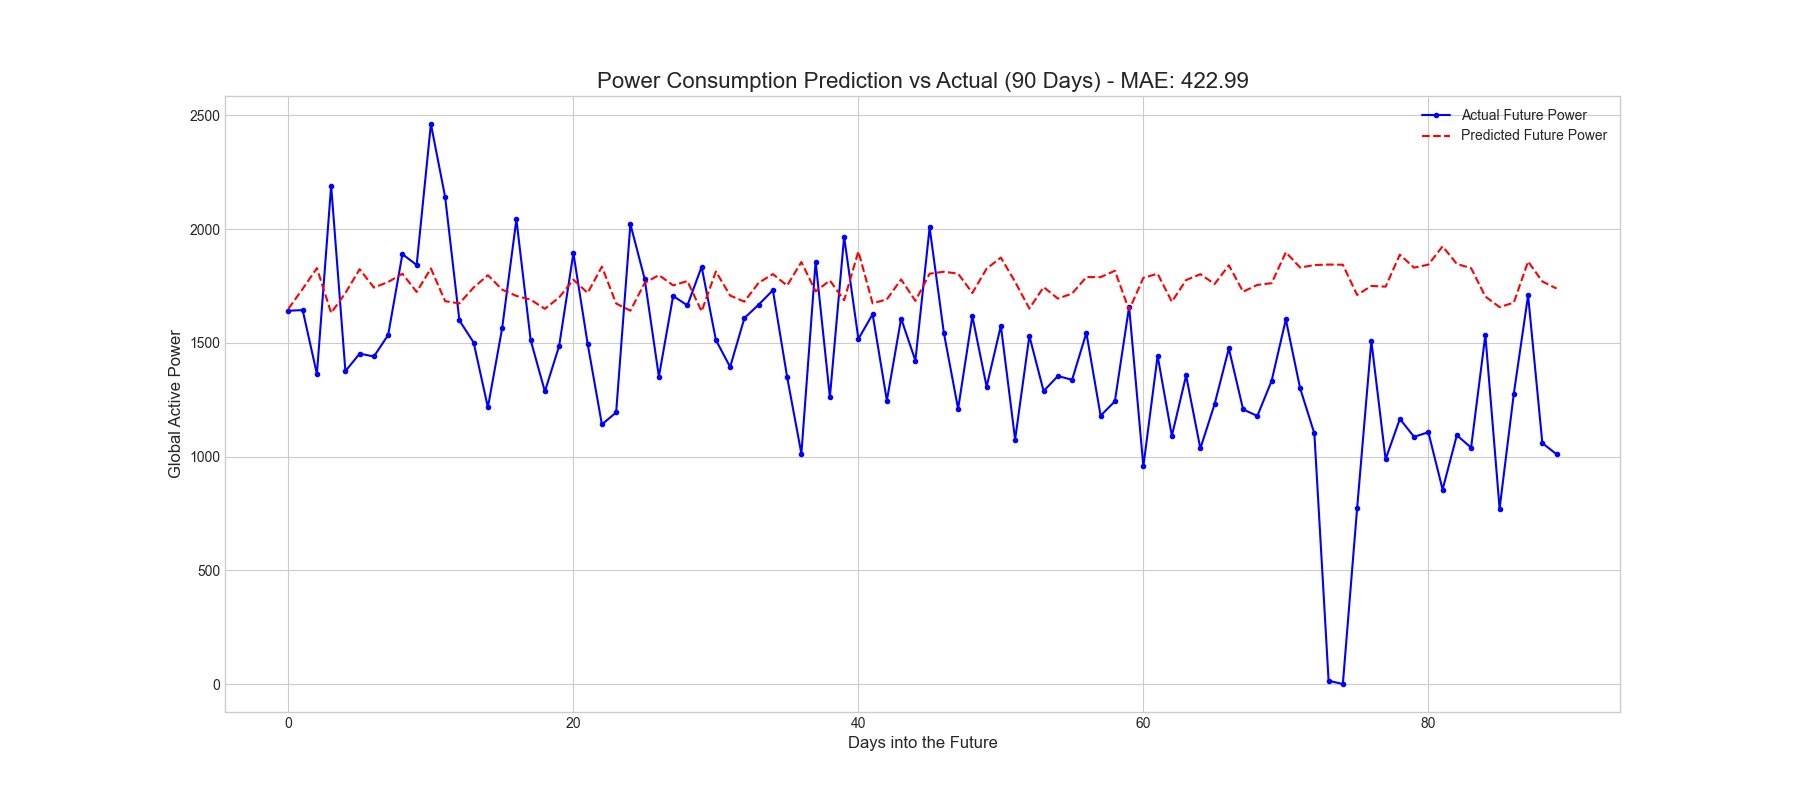 Power Consumption Prediction vs Actual (90 Days) - MAE: 422.99
Actual Future Power
Predicted Future Power
Global Active Power
2500
2000
1500
1000
500
0
0
20
40
60
80
Days into the Future